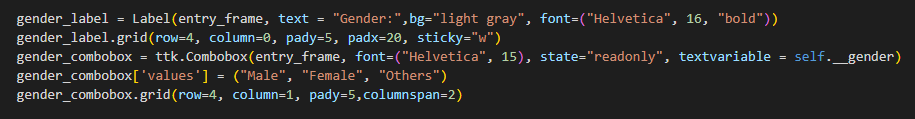 gender_label = Label(entry_frame, text = "Gender:",bg="light gray", font=("Helvetica", 16, "bold"))
gender_label.grid(row=4, column=0, pady=5, padx=20, sticky="w")
gender_combobox = ttk.Combobox(entry_frame, font=("Helvetica", 15), state="readonly", textvariable = self.__gender)
gender_combobox['values'] = ("Male", "Female", "Others")
gender_combobox.grid(row=4, column=1, pady=5,columnspan=2)